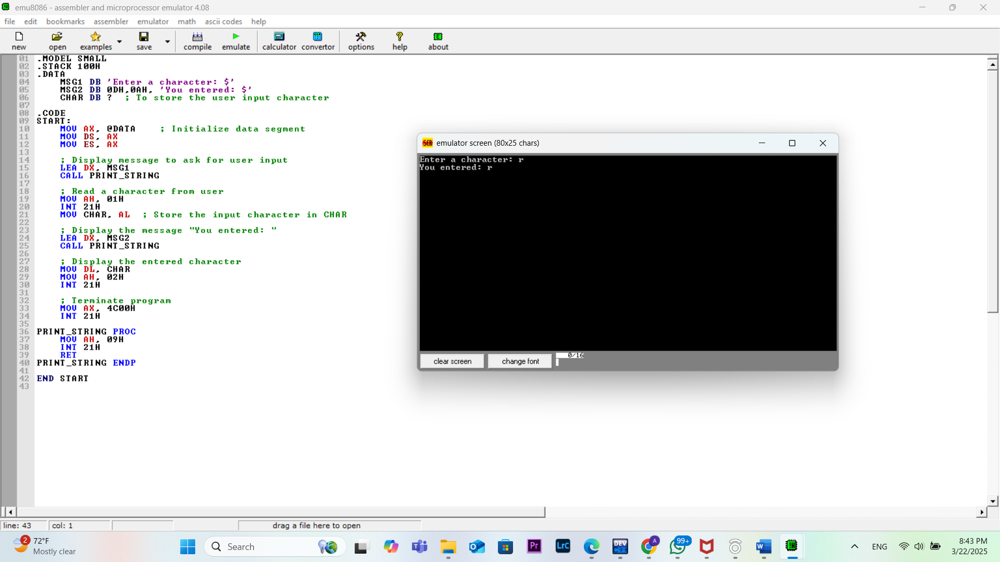 emu8086 - assembler and microprocessor emulator 4.08
file edit bookmarks assembler emulator math ascii codes help
new open examples save compile emulate calculator convertor options help about
01 .MODEL SMALL
02 .STACK 100H
03 .DATA
04 MSG1 DB 'Enter a character: $'
05 MSG2 DB 0DH,0AH, 'You entered: $'
06 CHAR DB ? ; To store the user input character
07
08 .CODE
09 START:
10 MOV AX, @DATA ; Initialize data segment
11 MOV DS, AX
12 MOV ES, AX
13
14 ; Display message to ask for user input
15 LEA DX, MSG1
16 CALL PRINT_STRING
17
18 ; Read a character from user
19 MOV AH, 01H
20 INT 21H
21 MOV CHAR, AL ; Store the input character in CHAR
22
23 ; Display the message "You entered: "
24 LEA DX, MSG2
25 CALL PRINT_STRING
26
27 ; Display the entered character
28 MOV DL, CHAR
29 MOV AH, 02H
30 INT 21H
31
32 ; Terminate program
33 MOV AX, 4C00H
34 INT 21H
35
36 PRINT_STRING PROC
37 MOV AH, 09H
38 INT 21H
39 RET
40 PRINT_STRING ENDP
41
42 END START
43
SCR emulator screen (80x25 chars)
Enter a character: r
You entered: r
clear screen change font 0/16
line: 43 col: 1 drag a file here to open
2 72°F
Mostly clear
Search
Pr LrC DEV C++ A 99+ W
ENG
8:43 PM
3/22/2025